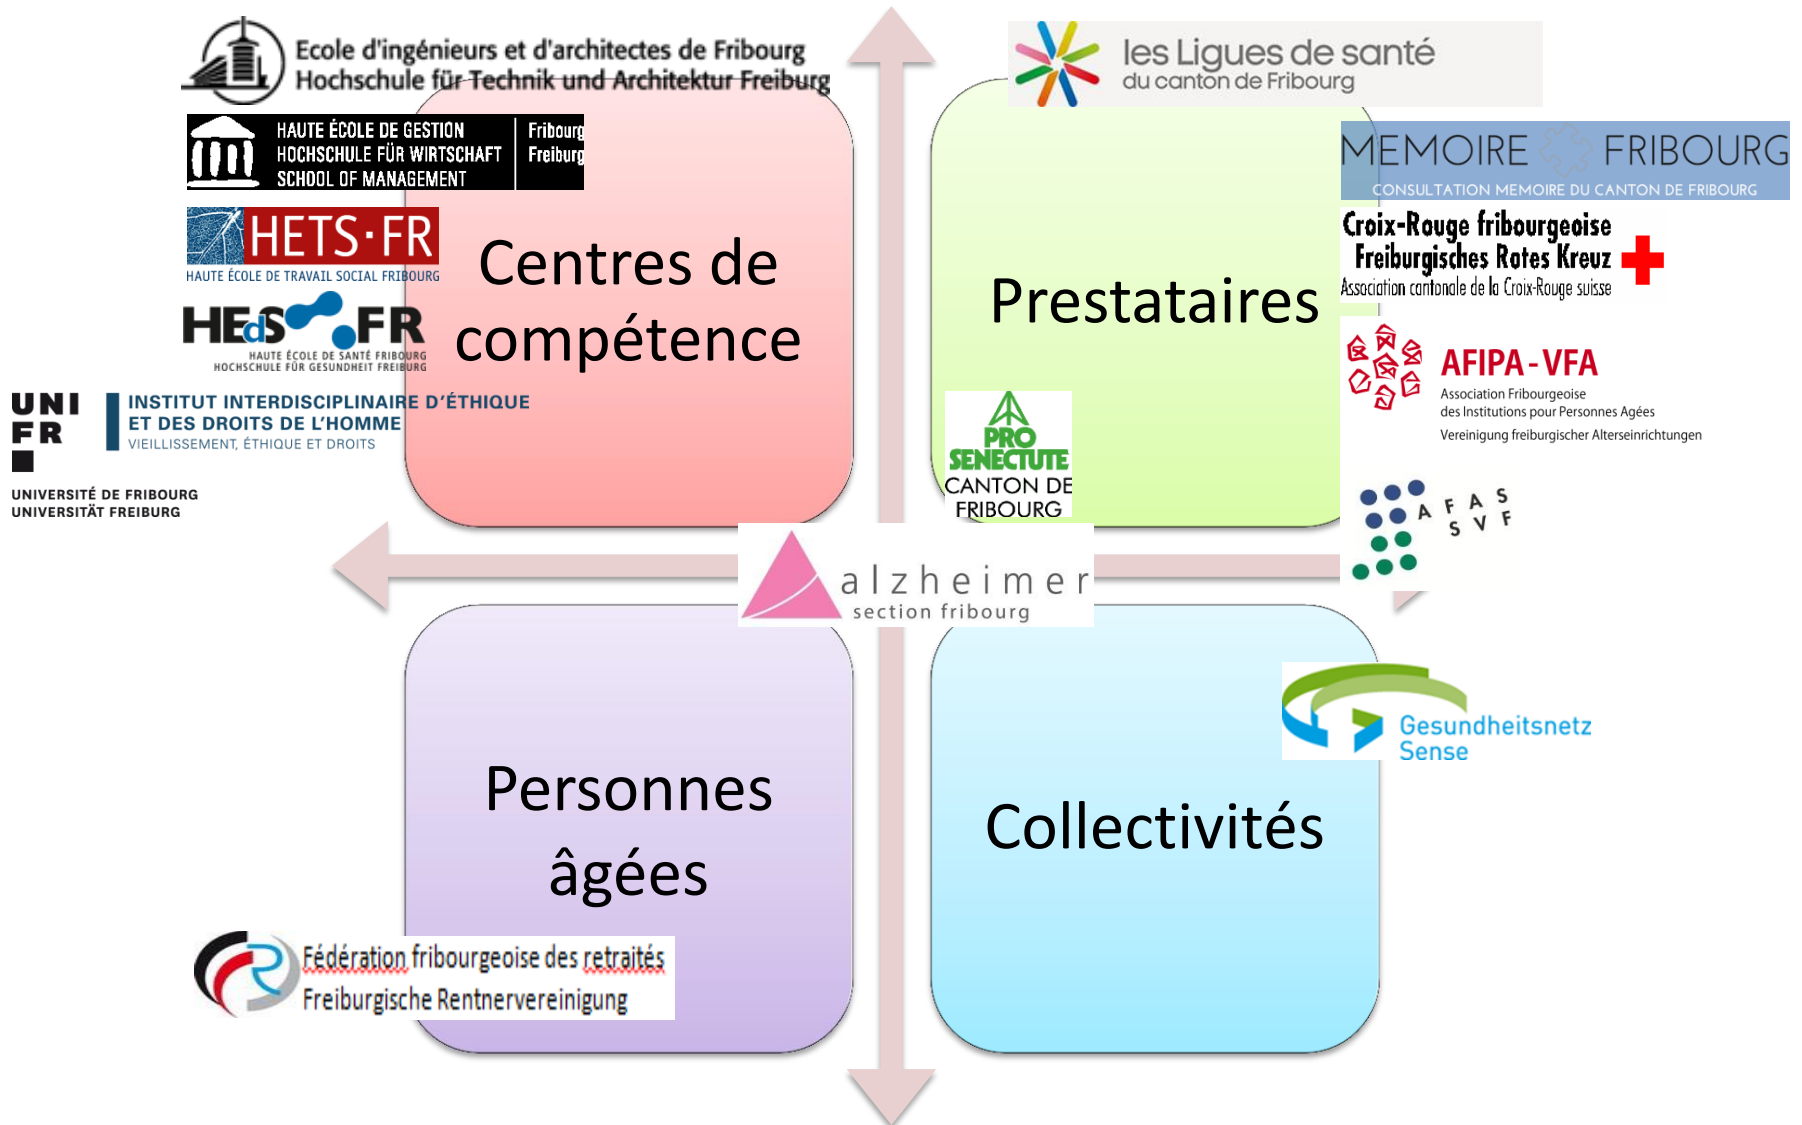 Ecole d'ingénieurs et d'architectes de Fribourg
Hochschule für Technik und Architektur Freiburg
HAUTE ÉCOLE DE GESTION
HOCHSCHULE FÜR WIRTSCHAFT
SCHOOL OF MANAGEMENT
Fribourg
Freiburg
HETS·FR
HAUTE ÉCOLE DE TRAVAIL SOCIAL FRIBOURG
HEdS FR
HAUTE ÉCOLE DE SANTÉ FRIBOURG
HOCHSCHULE FÜR GESUNDHEIT FREIBURG
UNI
FR
INSTITUT INTERDISCIPLINAIRE D'ÉTHIQUE
ET DES DROITS DE L'HOMME
VIEILLISSEMENT, ÉTHIQUE ET DROITS
UNIVERSITÉ DE FRIBOURG
UNIVERSITÄT FREIBURG
Centres de
compétence
les Ligues de santé
du canton de Fribourg
MEMOIRE FRIBOURG
CONSULTATION MEMOIRE DU CANTON DE FRIBOURG
Croix-Rouge fribourgeoise
Freiburgisches Rotes Kreuz
Association cantonale de la Croix-Rouge suisse
Prestataires
AFIPA-VFA
Association Fribourgeoise
des Institutions pour Personnes Agées
Vereinigung freiburgischer Alterseinrichtungen
PRO
SENECTUTE
CANTON DE
FRIBOURG
AFAS
SVF
alzheimer
section fribourg
Personnes
âgées
Fédération fribourgeoise des retraités
Freiburgische Rentnervereinigung
Gesundheitsnetz
Sense
Collectivités